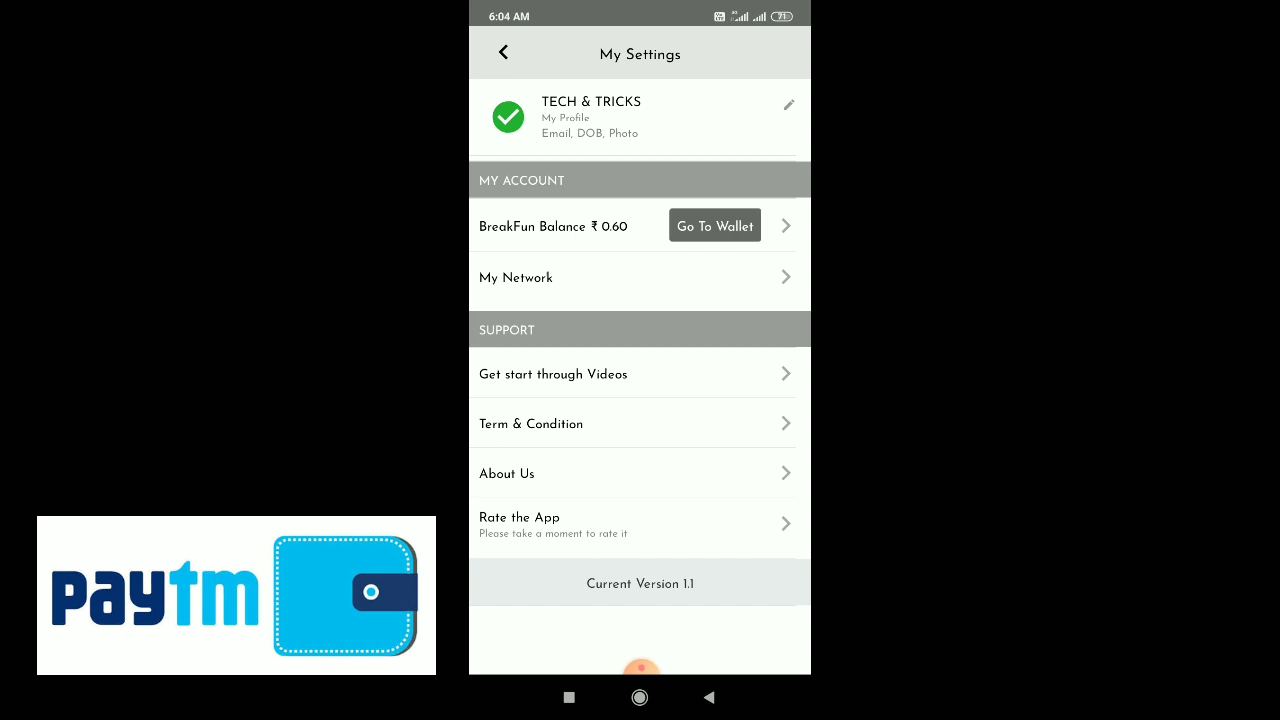 6:04 AM
71
My Settings
TECH & TRICKS
My Profile
Email, DOB, Photo
MY ACCOUNT
BreakFun Balance ₹ 0.60
Go To Wallet
My Network
SUPPORT
Get start through Videos
Term & Condition
About Us
Rate the App
Please take a moment to rate it
Current Version 1.1
paytm